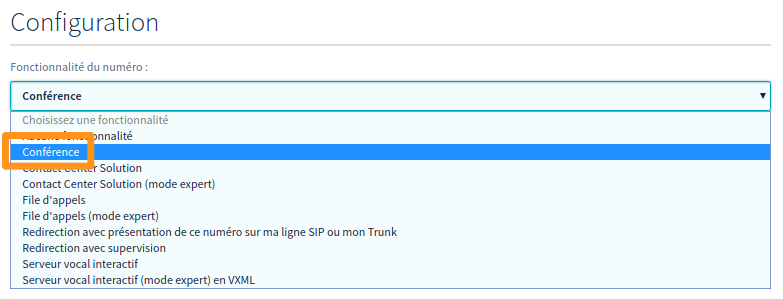 Configuration
Fonctionnalité du numéro :
Conférence
Choisissez une fonctionnalité
Aucune fonctionnalité
Conférence
Contact Center Solution
Contact Center Solution (mode expert)
File d'appels
File d'appels (mode expert)
Redirection avec présentation de ce numéro sur ma ligne SIP ou mon Trunk
Redirection avec supervision
Serveur vocal interactif
Serveur vocal interactif (mode expert) en VXML